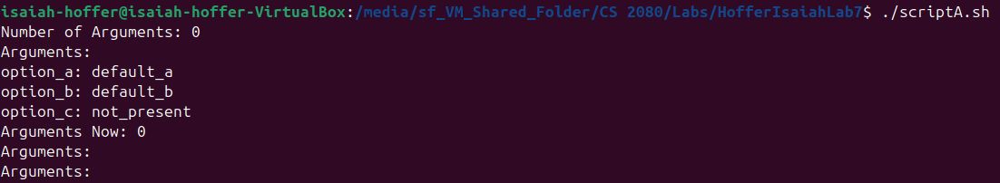 isaiah-hoffer@isaiah-hoffer-VirtualBox:/media/sf_VM_Shared_Folder/CS 2080/Labs/HofferIsaiahLab7$ ./scriptA.sh
Number of Arguments: 0
Arguments:
option_a: default_a
option_b: default_b
option_c: not_present
Arguments Now: 0
Arguments:
Arguments: